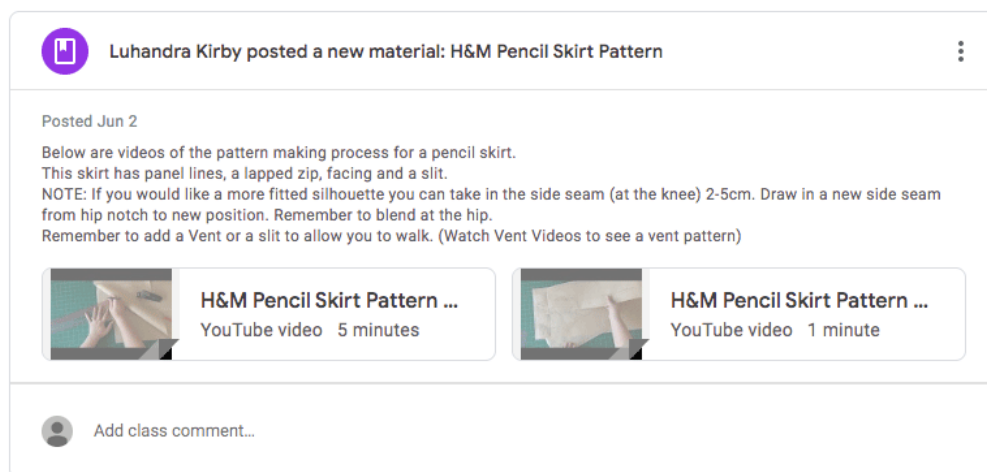 Luhandra Kirby posted a new material: H&M Pencil Skirt Pattern
Posted Jun 2
Below are videos of the pattern making process for a pencil skirt.
This skirt has panel lines, a lapped zip, facing and a slit.
NOTE: If you would like a more fitted silhouette you can take in the side seam (at the knee) 2-5cm. Draw in a new side seam
from hip notch to new position. Remember to blend at the hip.
Remember to add a Vent or a slit to allow you to walk. (Watch Vent Videos to see a vent pattern)
H&M Pencil Skirt Pattern ...
YouTube video 5 minutes
H&M Pencil Skirt Pattern ...
YouTube video 1 minute
Add class comment...